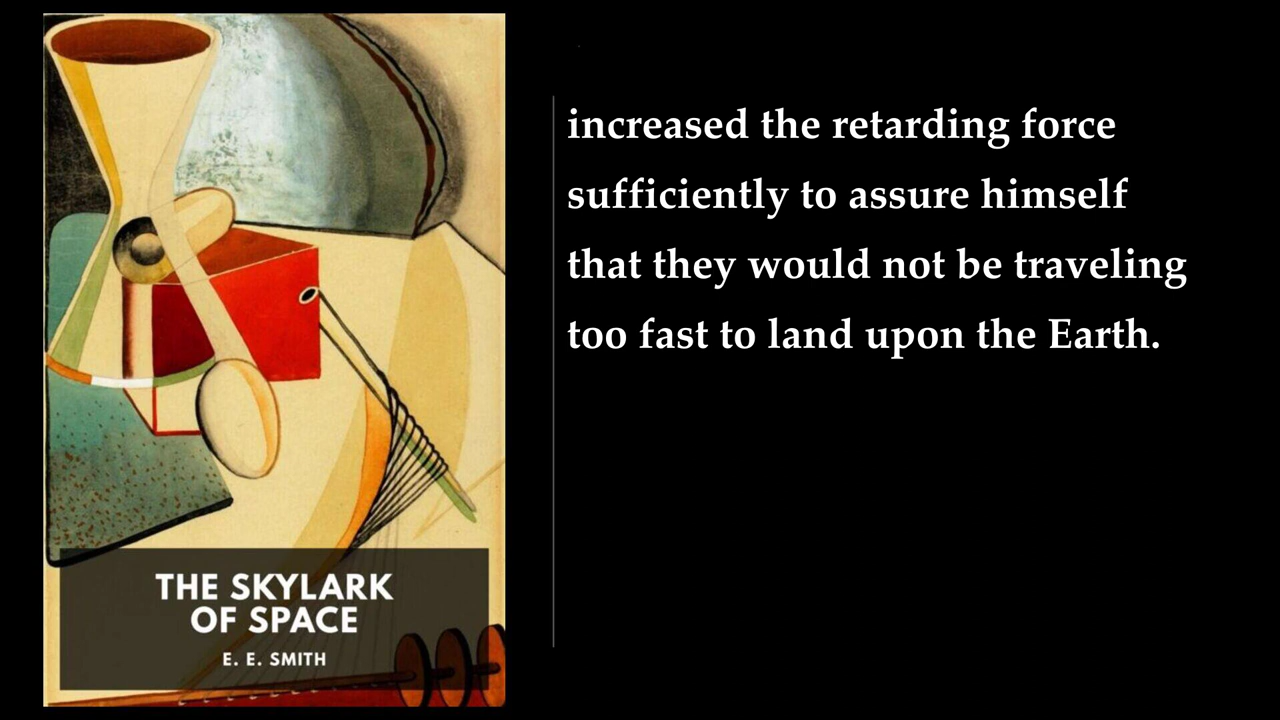 increased the retarding force
sufficiently to assure himself
that they would not be traveling
too fast to land upon the Earth.
THE SKYLARK
OF SPACE
E. E. SMITH